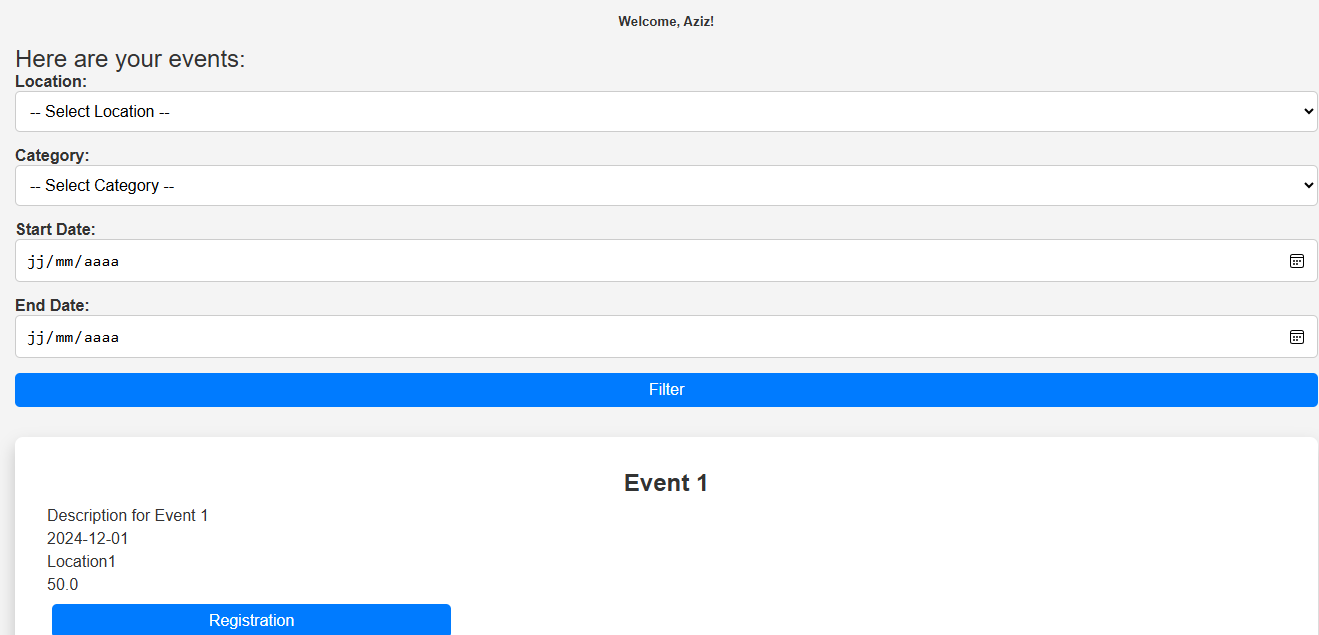 Welcome, Aziz!
Here are your events:
Location:
-- Select Location --
Category:
-- Select Category --
Start Date:
jj/mm/aaaa
End Date:
jj/mm/aaaa
Filter
Event 1
Description for Event 1
2024-12-01
Location1
50.0
Registration